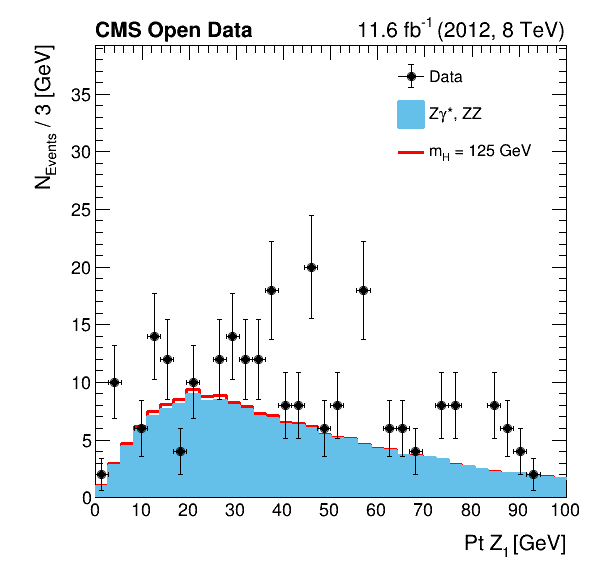 CMS Open Data 11.6 fb⁻¹ (2012, 8 TeV)
N_Events / 3 [GeV]
Data
Zγ*, ZZ
m_H = 125 GeV
35
30
25
20
15
10
5
0
0 10 20 30 40 50 60 70 80 90 100
Pt Z₁ [GeV]